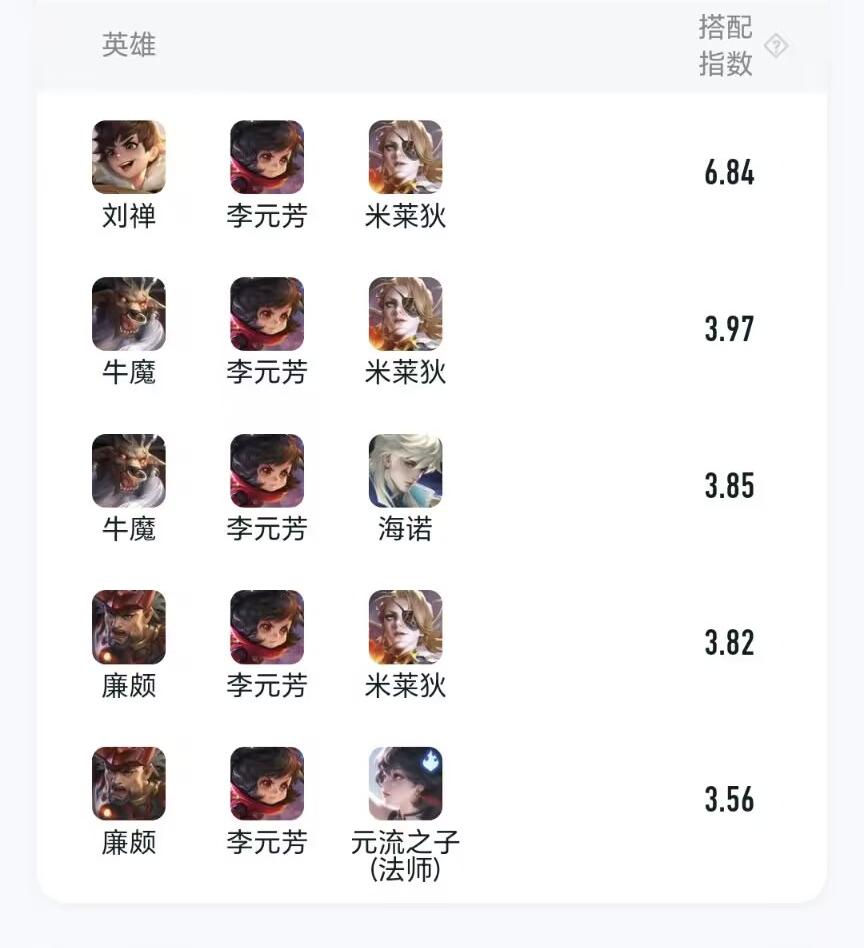 英雄
搭配
指数
?
刘禅 李元芳 米莱狄 6.84
牛魔 李元芳 米莱狄 3.97
牛魔 李元芳 海诺 3.85
廉颇 李元芳 米莱狄 3.82
廉颇 李元芳 元流之子
(法师) 3.56